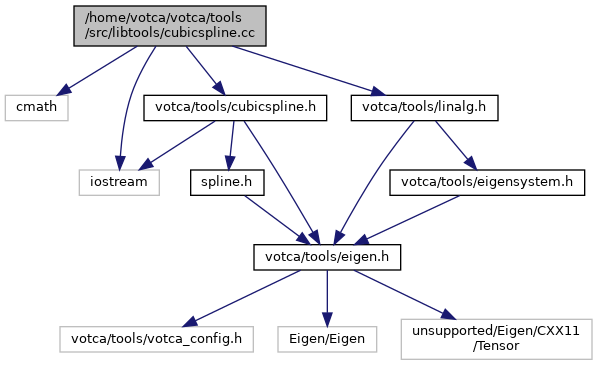 /home/votca/votca/tools
/src/libtools/cubicspline.cc
cmath
votca/tools/cubicspline.h
votca/tools/linalg.h
iostream
spline.h
votca/tools/eigensystem.h
votca/tools/eigen.h
votca/tools/votca_config.h
Eigen/Eigen
unsupported/Eigen/CXX11
/Tensor